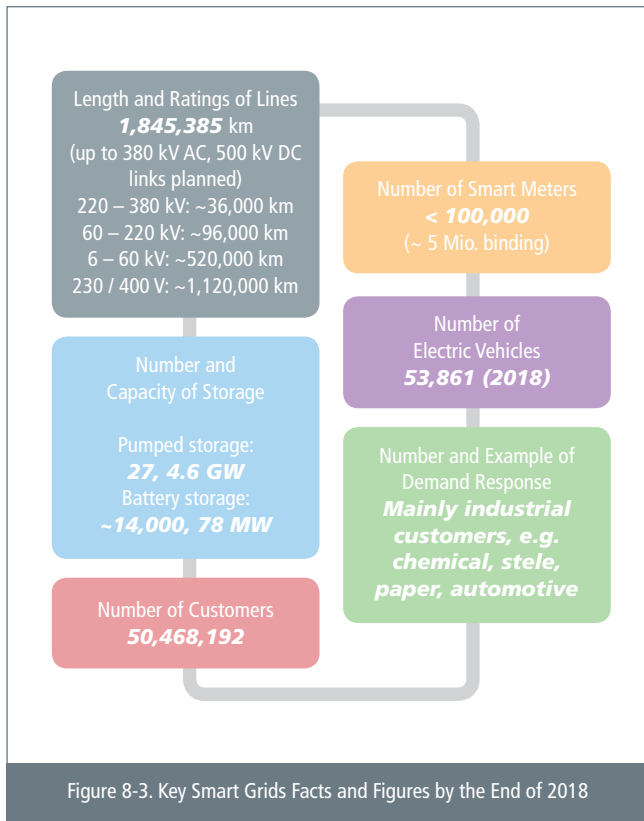 Length and Ratings of Lines
1,845,385 km
(up to 380 kV AC, 500 kV DC
links planned)
220 – 380 kV: ~36,000 km
60 – 220 kV: ~96,000 km
6 – 60 kV: ~520,000 km
230 / 400 V: ~1,120,000 km
Number and
Capacity of Storage
Pumped storage:
27, 4.6 GW
Battery storage:
~14,000, 78 MW
Number of Customers
50,468,192
Number of Smart Meters
< 100,000
(~ 5 Mio. binding)
Number of
Electric Vehicles
53,861 (2018)
Number and Example of
Demand Response
Mainly industrial
customers, e.g.
chemical, stele,
paper, automotive
Figure 8-3. Key Smart Grids Facts and Figures by the End of 2018